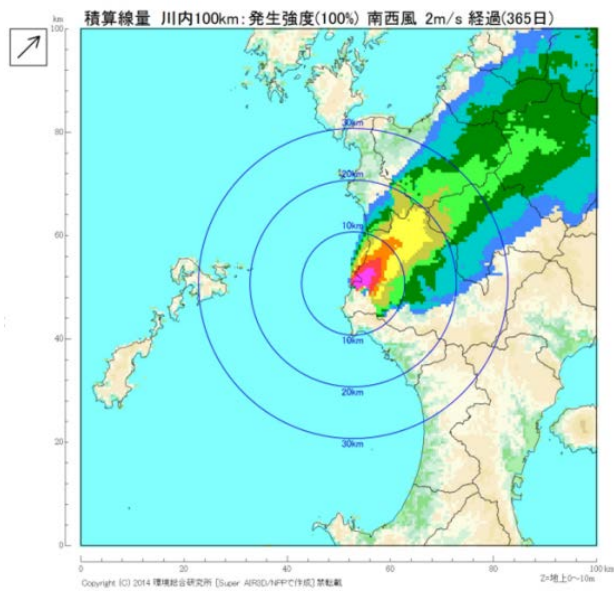 積算線量 川内100km:発生強度(100%) 南西風 2m/s 経過(365日)
km
100
80
60
40
20
0
30km
20km
10km
10km
20km
30km
0
20
40
60
80
100 km
Copyright (C) 2014 環境総合研究所 [Super AIR3D/NPPで作成]禁転載
Z=地上0~10m